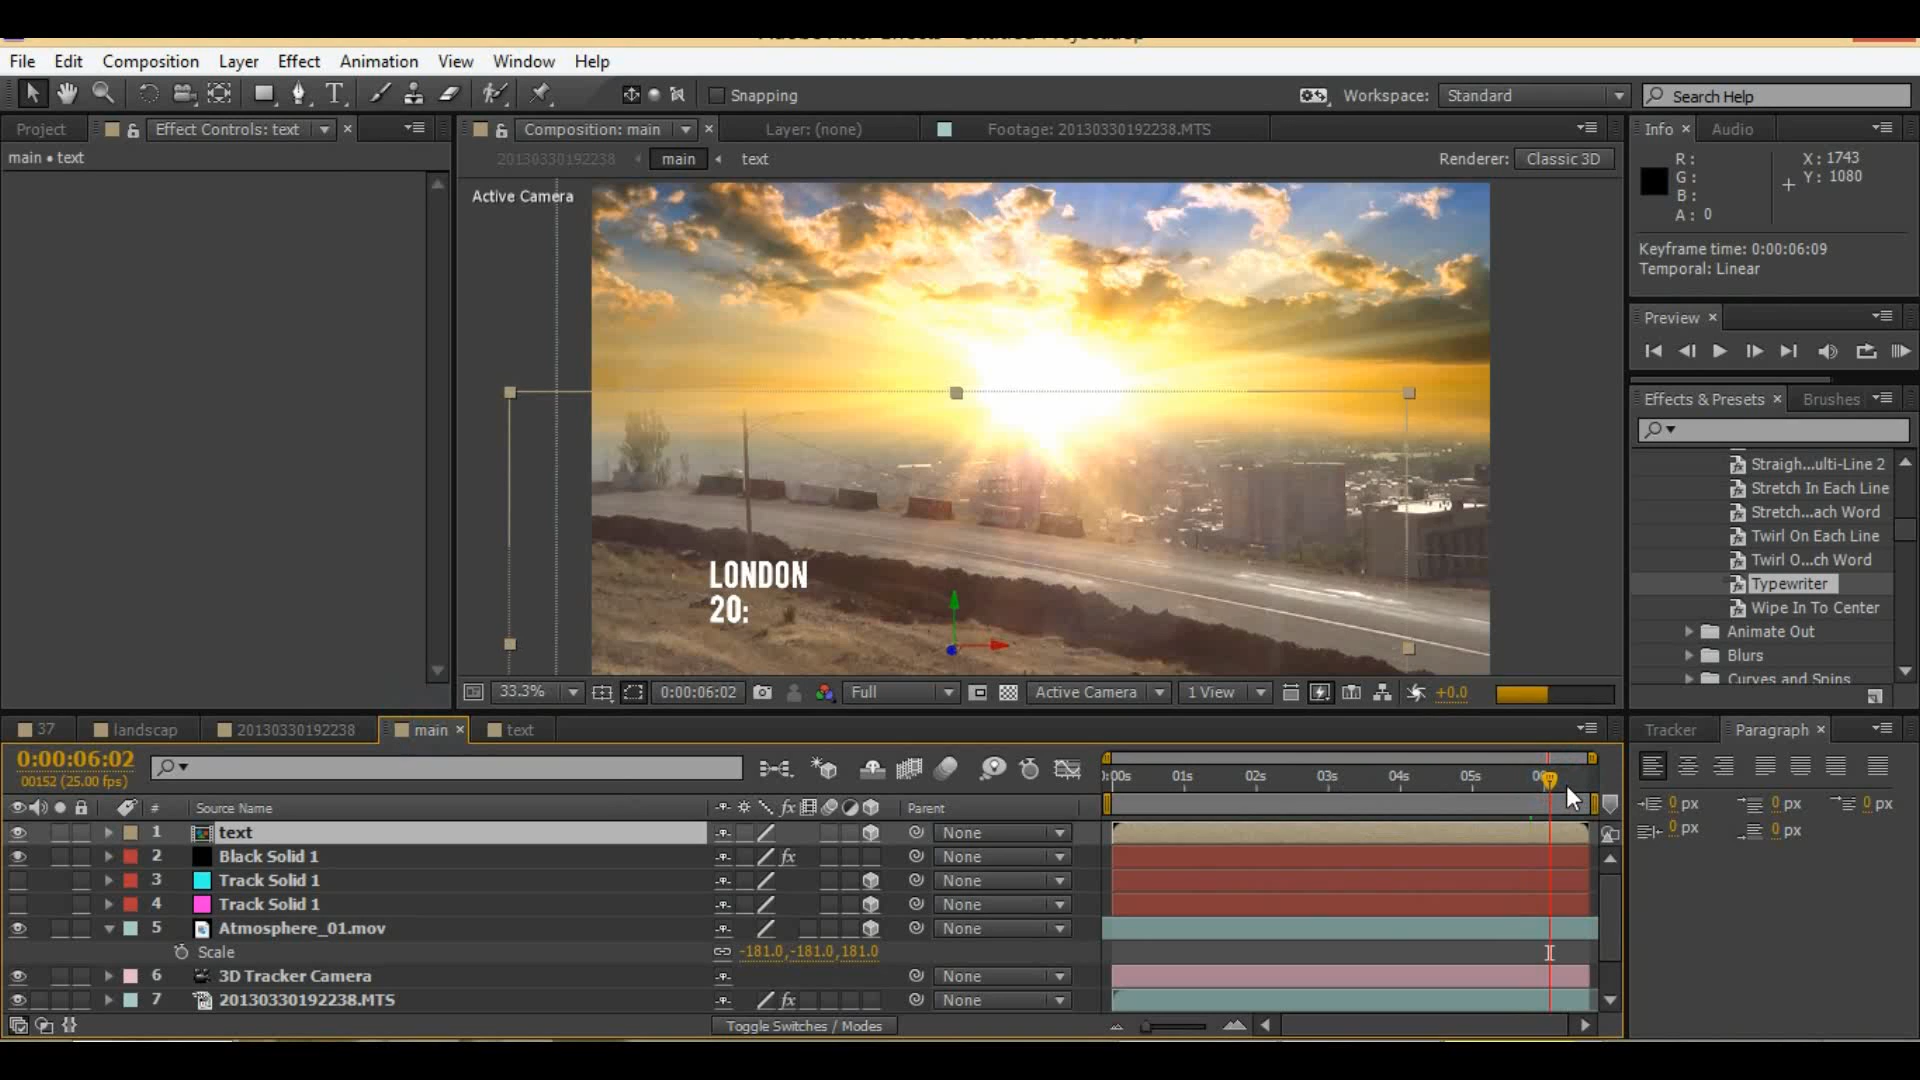 File Edit Composition Layer Effect Animation View Window Help
Snapping
Workspace: Standard
Search Help
Project
Effect Controls: text
Composition: main
Layer: (none)
Footage: 20130330192238.MTS
Info
Audio
main • text
20130330192238
main
text
Renderer: Classic 3D
R:
G:
B:
A: 0
X: 1743
Y: 1080
Active Camera
Keyframe time: 0:00:06:09
Temporal: Linear
Preview
Effects & Presets
Brushes
Straigh...ulti-Line 2
Stretch In Each Line
Stretch...ach Word
Twirl On Each Line
Twirl O...ch Word
Typewriter
Wipe In To Center
Animate Out
Blurs
Curves and Spins
LONDON
20:
33.3%
0:00:06:02
Full
Active Camera
1 View
+0.0
37
landscap
20130330192238
main
text
Tracker
Paragraph
0:00:06:02
00152 (25.00 fps)
01s 02s 03s 04s 05s
0 px 0 px 0 px
0 px 0 px
# Source Name
fx
Parent
1 text None
2 Black Solid 1 fx None
3 Track Solid 1 None
4 Track Solid 1 None
5 Atmosphere_01.mov None
Scale -181.0,-181.0,181.0
6 3D Tracker Camera None
7 20130330192238.MTS fx None
Toggle Switches / Modes